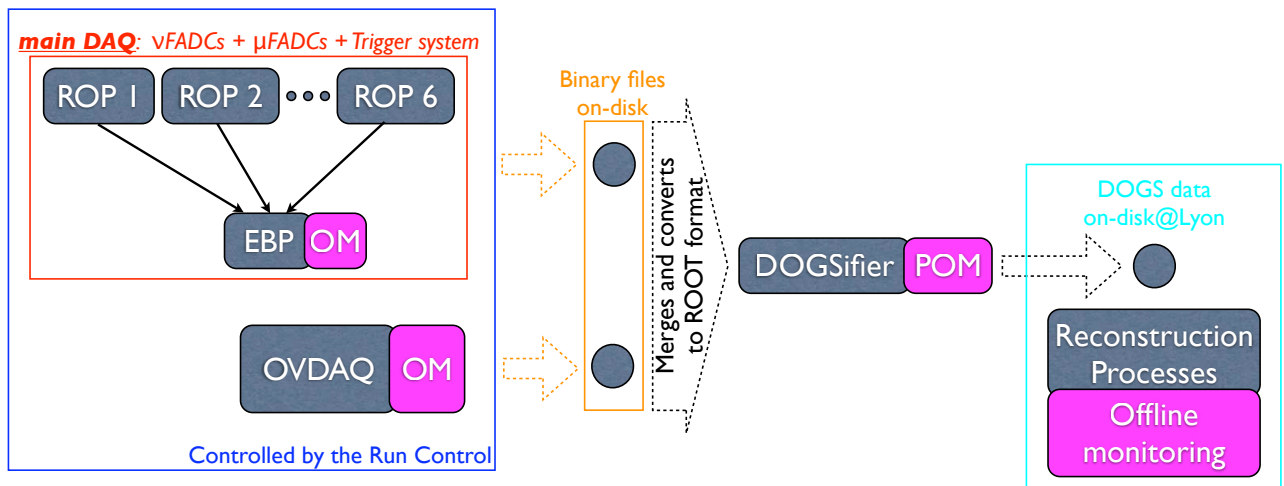 main DAQ: νFADCs + μFADCs + Trigger system
ROP 1 ROP 2 ROP 6
EBP OM
OVDAQ OM
Controlled by the Run Control
Binary files
on-disk
Merges and converts
to ROOT format
DOGSifier POM
DOGS data
on-disk@Lyon
Reconstruction
Processes
Offline
monitoring